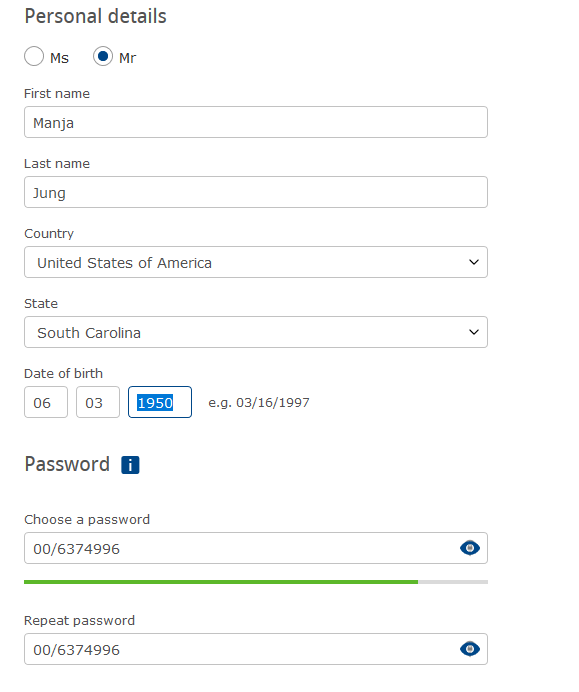 Personal details
Ms Mr
First name
Manja
Last name
Jung
Country
United States of America
State
South Carolina
Date of birth
06 03 1950 e.g. 03/16/1997
Password i
Choose a password
00/6374996
Repeat password
00/6374996